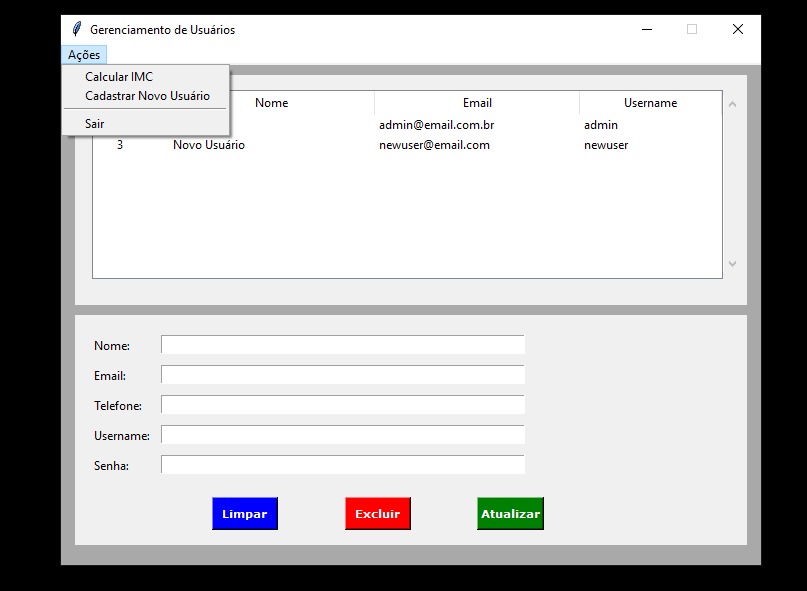 Gerenciamento de Usuários
Ações
Calcular IMC
Cadastrar Novo Usuário
Sair
Nome Email Username
admin@email.com.br admin
3 Novo Usuário newuser@email.com newuser
Nome:
Email:
Telefone:
Username:
Senha:
Limpar Excluir Atualizar